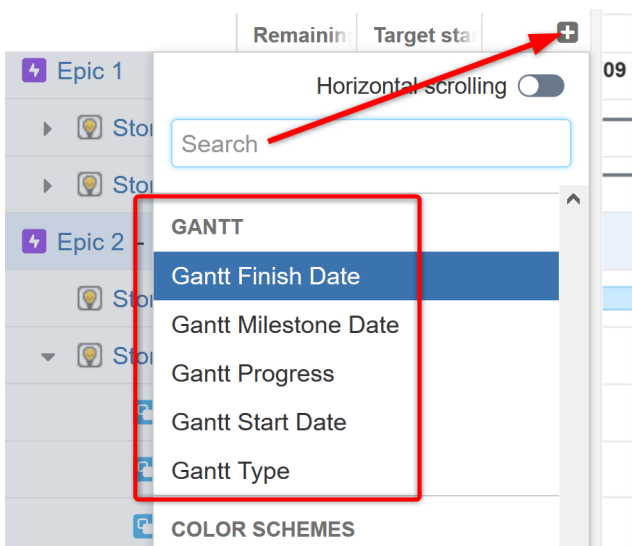 Remaining Target star
Epic 1
09
Horizontal scrolling
Stor
Search
Stor
GANTT
Epic 2 -
Gantt Finish Date
Stor
Gantt Milestone Date
Stor
Gantt Progress
Gantt Start Date
Gantt Type
COLOR SCHEMES